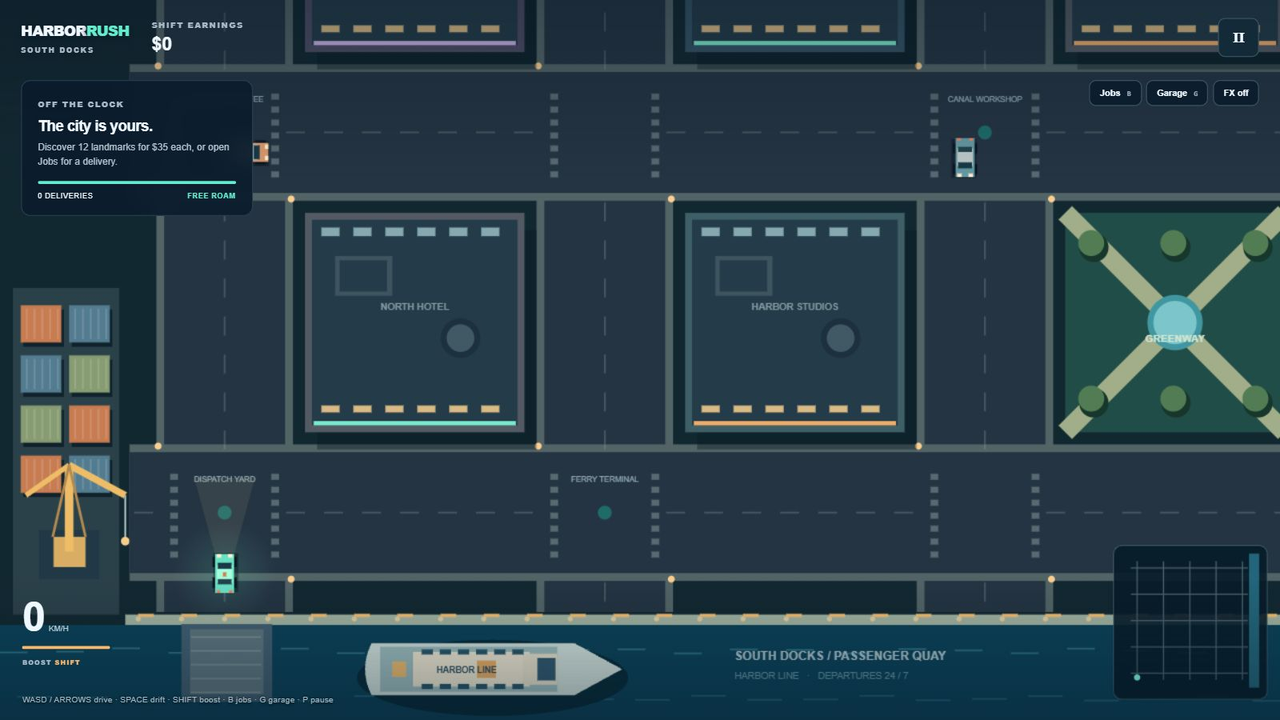 HARBORRUSH
SOUTH DOCKS
SHIFT EARNINGS
$0
II
OFF THE CLOCK
The city is yours.
Discover 12 landmarks for $35 each, or open
Jobs for a delivery.
0 DELIVERIES
FREE ROAM
Jobs B
Garage G
FX off
CANAL WORKSHOP
NORTH HOTEL
HARBOR STUDIOS
GREENWAY
DISPATCH YARD
FERRY TERMINAL
0 KM/H
BOOST SHIFT
HARBOR LINE
SOUTH DOCKS / PASSENGER QUAY
HARBOR LINE · DEPARTURES 24 / 7
WASD / ARROWS drive · SPACE drift · SHIFT boost · B jobs · G garage · P pause